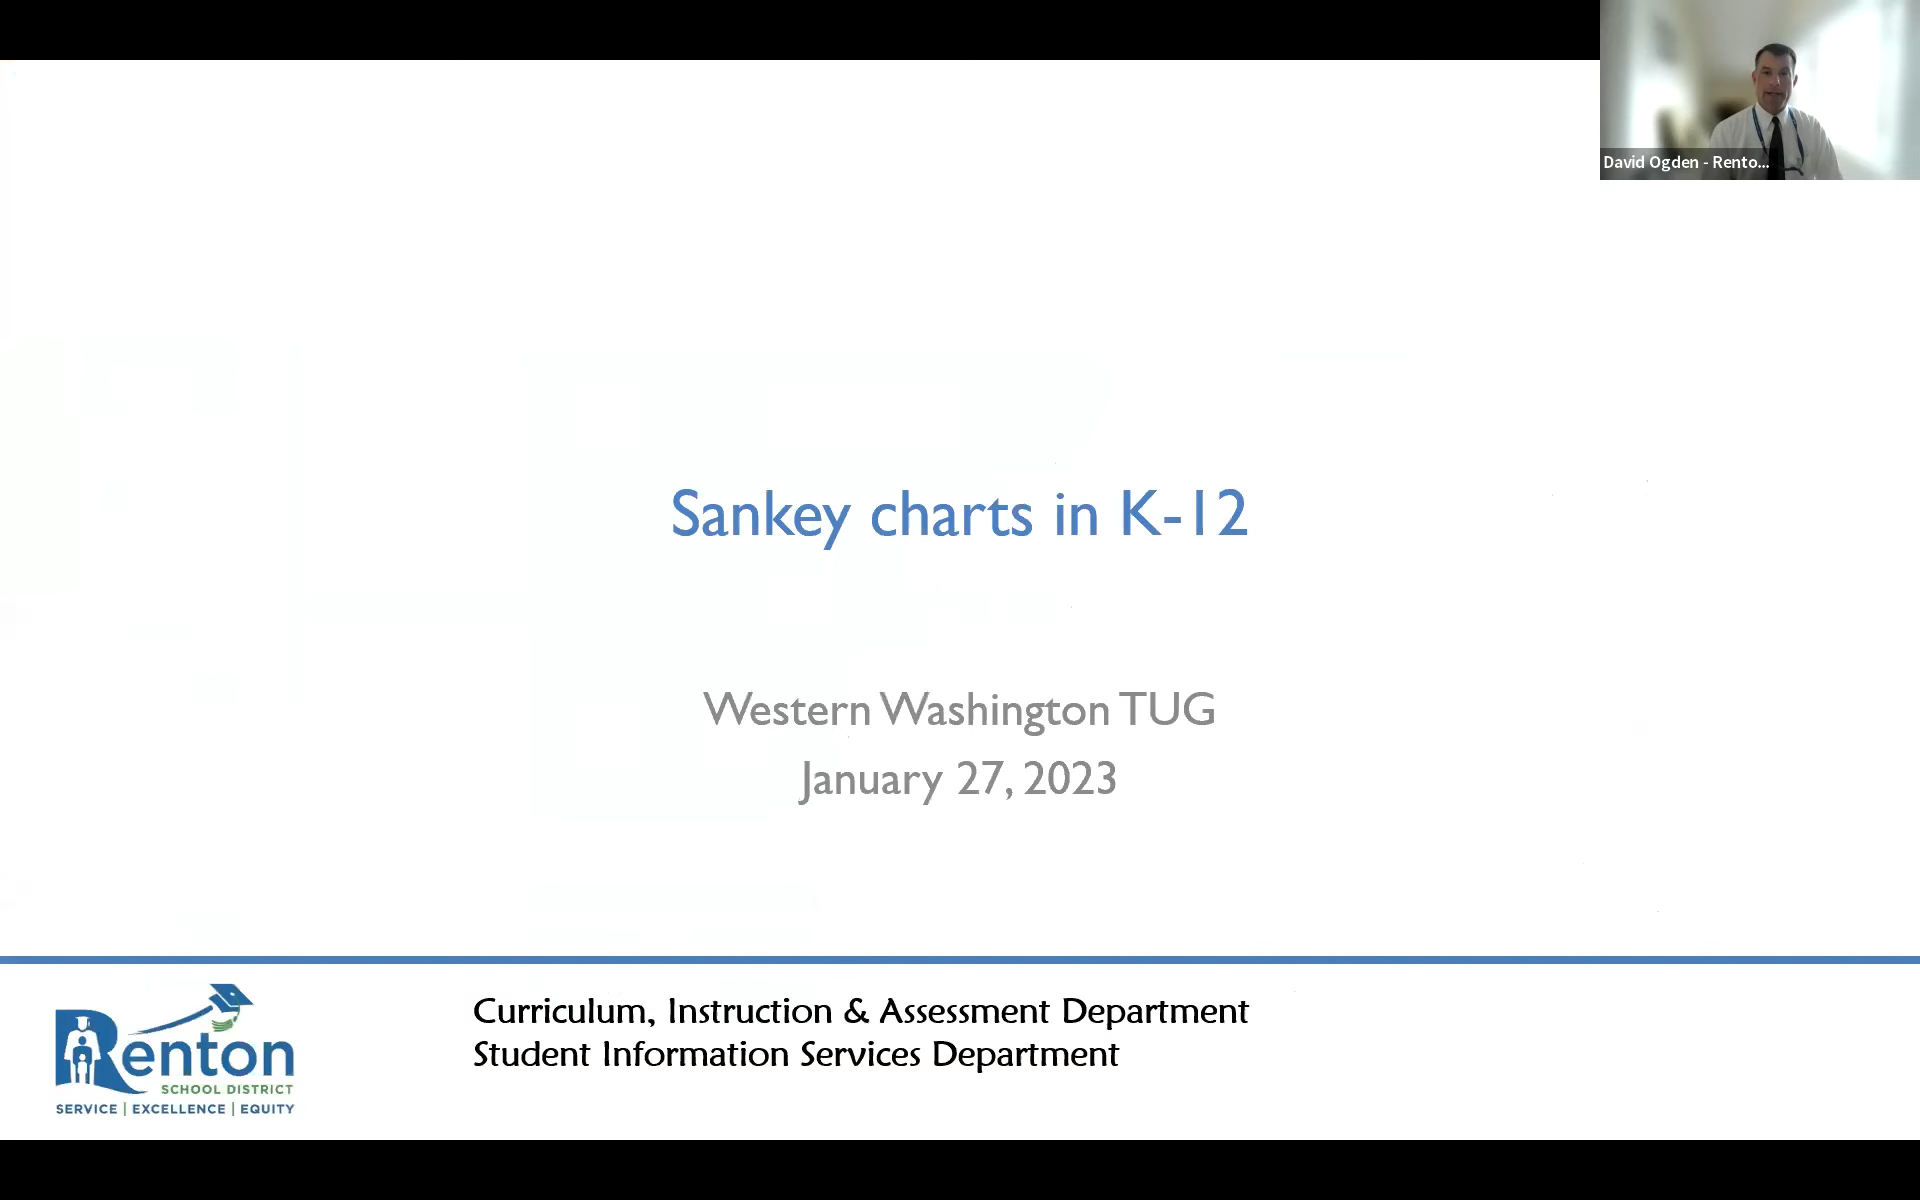 David Ogden - Rento...
Sankey charts in K-12
Western Washington TUG
January 27, 2023
Renton
SCHOOL DISTRICT
SERVICE | EXCELLENCE | EQUITY
Curriculum, Instruction & Assessment Department
Student Information Services Department